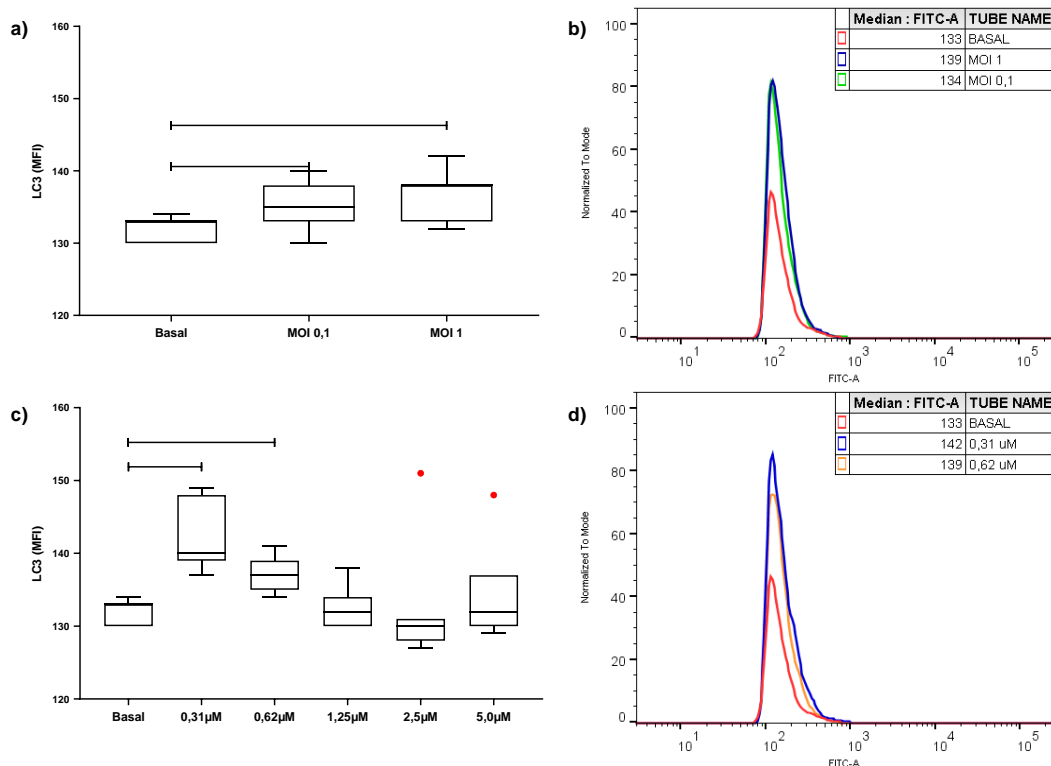 a)
160
150
140
130
120
LC3 (MFI)
Basal
MOI 0,1
MOI 1
b)
Median : FITC-A TUBE NAME
133 BASAL
139 MOI 1
134 MOI 0,1
100
80
60
40
20
0
Normalized To Mode
10^1
10^2
10^3
10^4
10^5
FITC-A
c)
160
150
140
130
120
LC3 (MFI)
Basal
0,31µM
0,62µM
1,25µM
2,5µM
5,0µM
d)
Median : FITC-A TUBE NAME
133 BASAL
142 0,31 uM
139 0,62 uM
100
80
60
40
20
0
Normalized To Mode
10^1
10^2
10^3
10^4
10^5
FITC-A